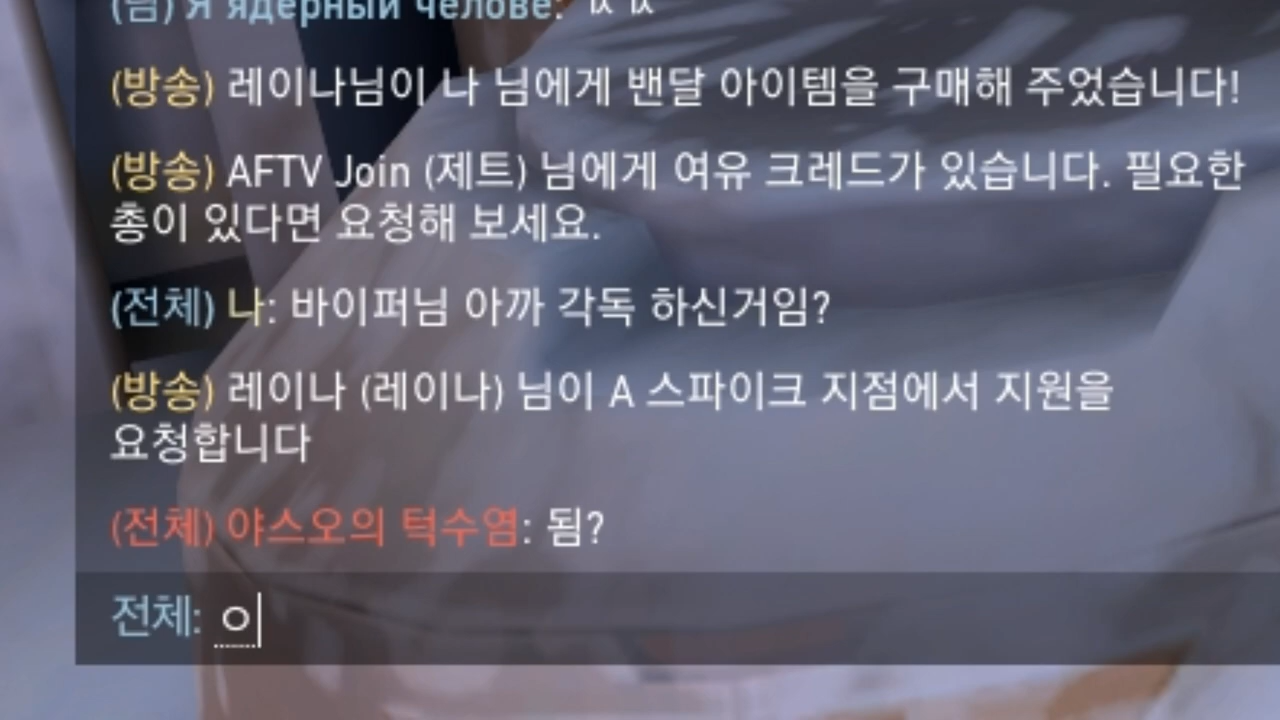 (팀) Я ядерный челове: ㅉㅉ
(방송) 레이나님이 나 님에게 밴달 아이템을 구매해 주었습니다!
(방송) AFTV Join (제트) 님에게 여유 크레드가 있습니다. 필요한
총이 있다면 요청해 보세요.
(전체) 나: 바이퍼님 아까 각독 하신거임?
(방송) 레이나 (레이나) 님이 A 스파이크 지점에서 지원을
요청합니다
(전체) 야스오의 턱수염: 됨?
전체: ㅇ